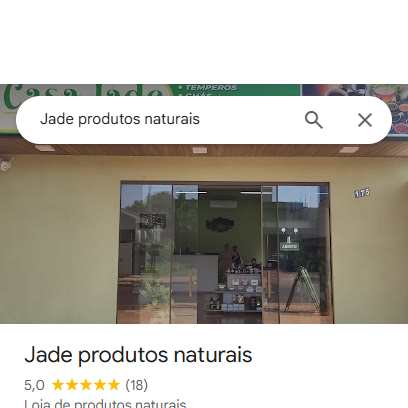 Casa Jade
• TEMPEROS
• CHÁS
Jade produtos naturais
175
ABERTO
Jade produtos naturais
5,0 ★★★★★ (18)
Loja de produtos naturais